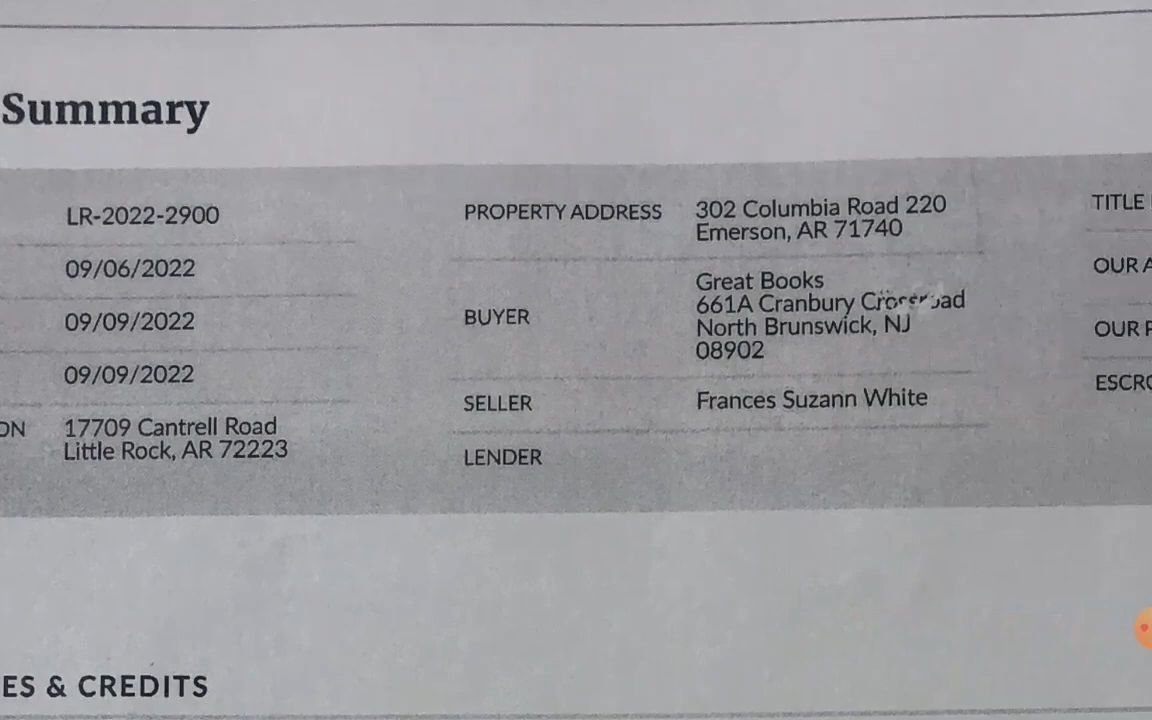 Summary
LR-2022-2900
09/06/2022
09/09/2022
09/09/2022
ON 17709 Cantrell Road
Little Rock, AR 72223
PROPERTY ADDRESS 302 Columbia Road 220
Emerson, AR 71740
BUYER Great Books
661A Cranbury
North Brunswick, NJ
08902
SELLER Frances Suzann White
LENDER
TITLE
OUR A
OUR
ESCRO
ES & CREDITS